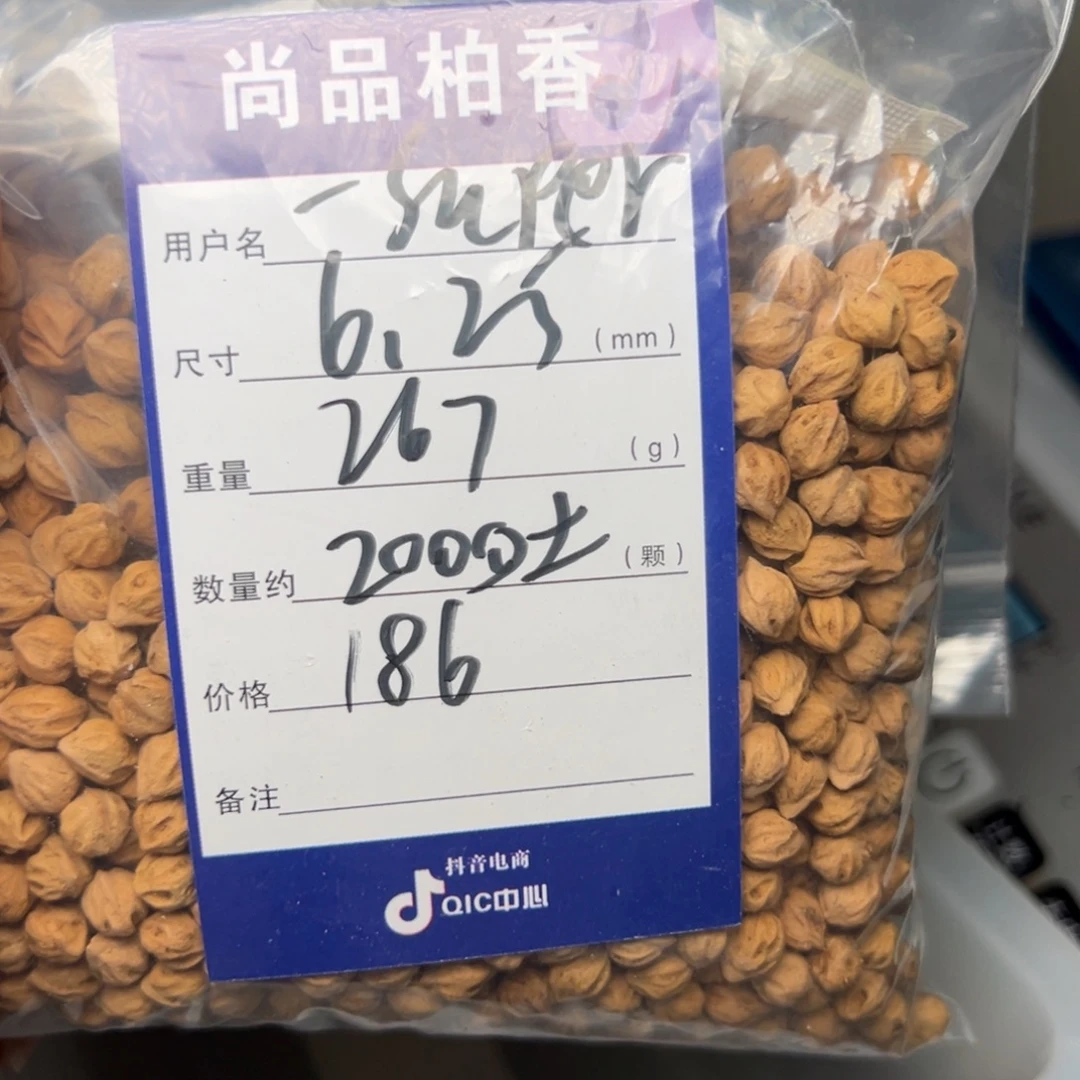 尚品柏香
用户名 -super
尺寸 6.25 (mm)
重量 267 (g)
数量约 2000± (颗)
价格 186
备注
抖音电商
QIC中心